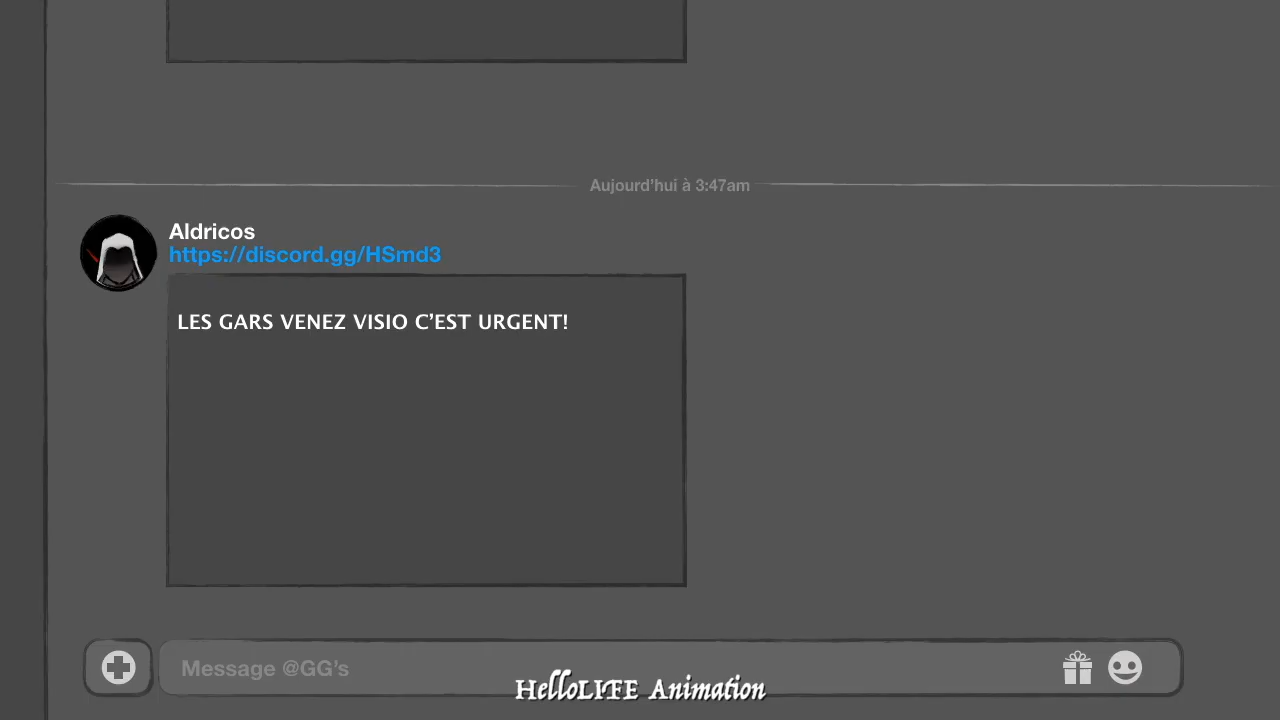 Aujourd'hui à 3:47am
Aldricos
https://discord.gg/HSmd3
LES GARS VENEZ VISIO C'EST URGENT!
Message @GG's
HelloLIFE Animation